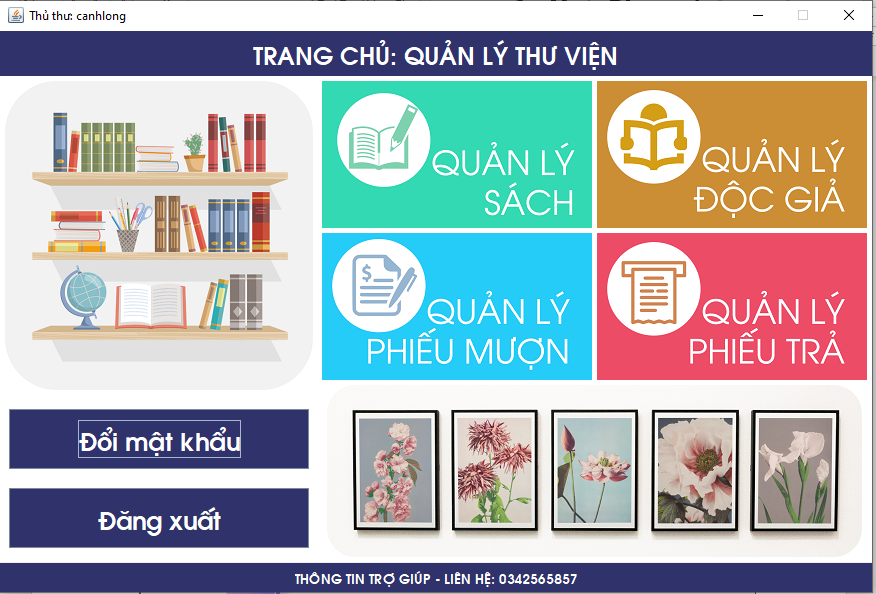 Thủ thư: canhlong
TRANG CHỦ: QUẢN LÝ THƯ VIỆN
QUẢN LÝ
SÁCH
QUẢN LÝ
ĐỘC GIẢ
QUẢN LÝ
PHIẾU MƯỢN
QUẢN LÝ
PHIẾU TRẢ
Đổi mật khẩu
Đăng xuất
THÔNG TIN TRỢ GIÚP - LIÊN HỆ: 0342565857